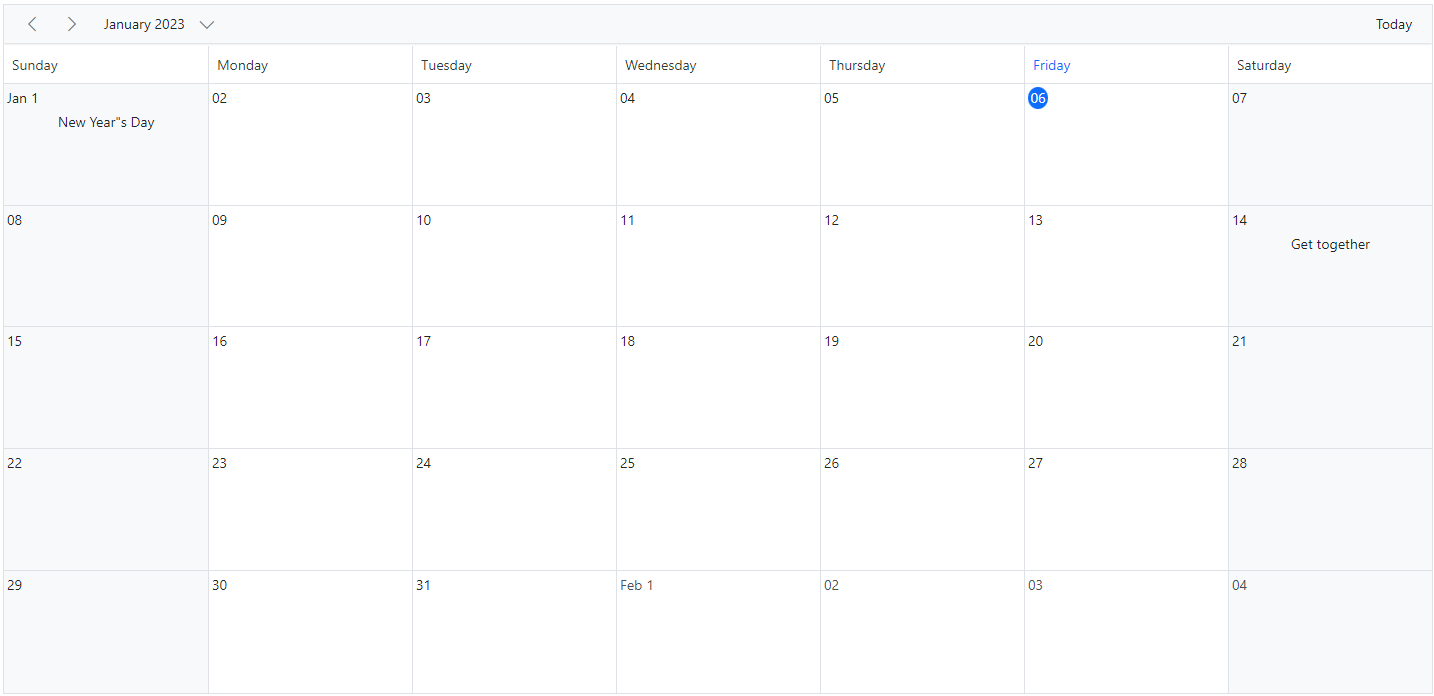 January 2023 Today
Sunday Monday Tuesday Wednesday Thursday Friday Saturday
Jan 1 02 03 04 05 06 07
New Year"s Day
08 09 10 11 12 13 14
Get together
15 16 17 18 19 20 21
22 23 24 25 26 27 28
29 30 31 Feb 1 02 03 04